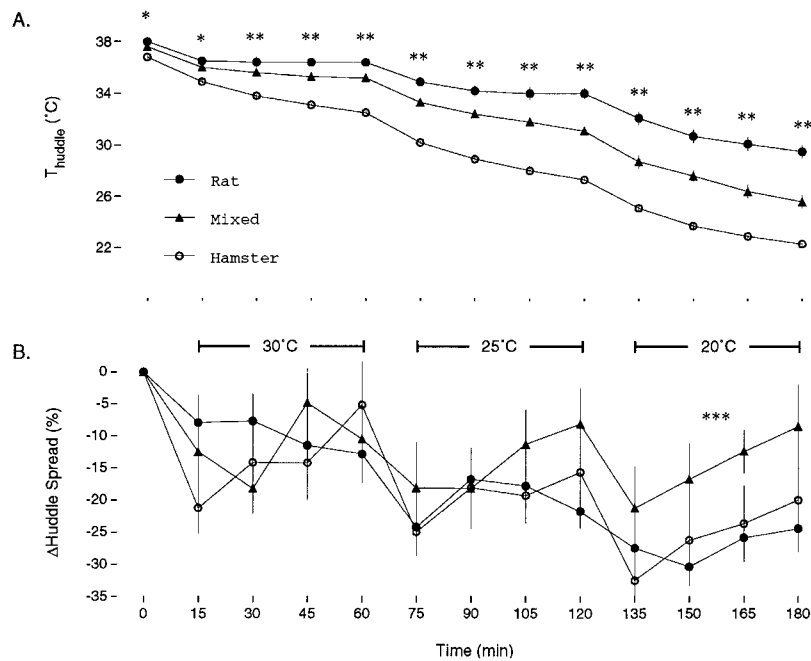 A.
* * ** ** ** ** ** ** ** ** ** ** **
38
34
30
26
22
T huddle (°C)
Rat
Mixed
Hamster
B.
30°C 25°C 20°C
0
-5
-10
-15
-20
-25
-30
-35
ΔHuddle Spread (%)
***
0 15 30 45 60 75 90 105 120 135 150 165 180
Time (min)